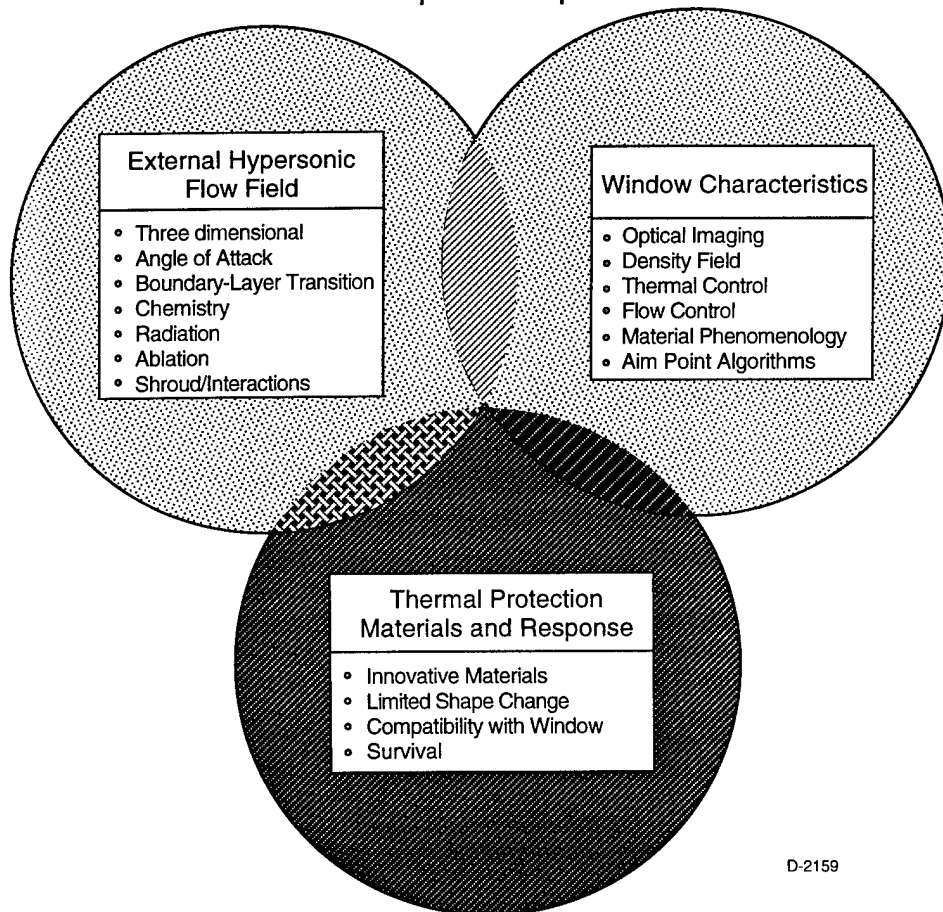 External Hypersonic
Flow Field
• Three dimensional
• Angle of Attack
• Boundary-Layer Transition
• Chemistry
• Radiation
• Ablation
• Shroud/Interactions
Window Characteristics
• Optical Imaging
• Density Field
• Thermal Control
• Flow Control
• Material Phenomenology
• Aim Point Algorithms
Thermal Protection
Materials and Response
• Innovative Materials
• Limited Shape Change
• Compatibility with Window
• Survival
D-2159